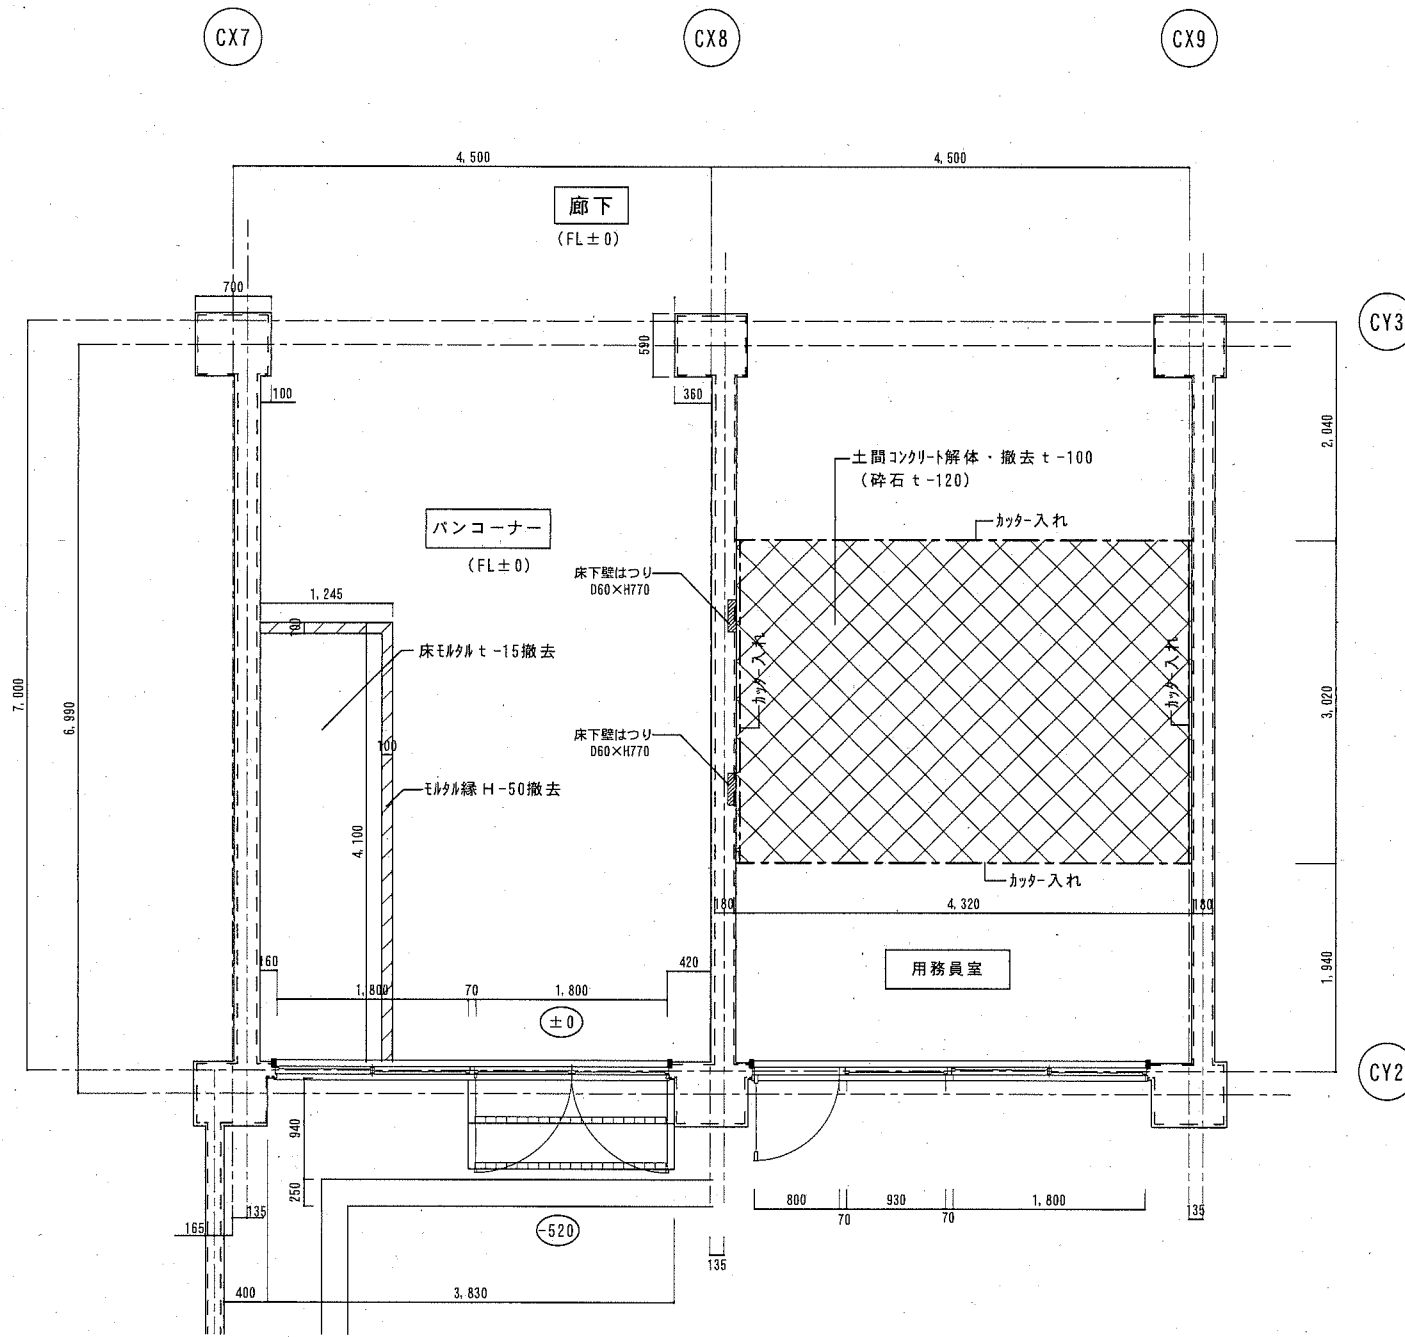 CX7
CX8
CX9
4,500
4,500
廊下
(FL±0)
700
CY3
590
100
360
2,040
土間ｺﾝｸﾘｰﾄ解体・撤去 t-100
(砕石 t-120)
パンコーナー
(FL±0)
ｶｯﾀｰ入れ
床下壁はつり
D60×H770
1,245
100
床ﾓﾙﾀﾙ t-15撤去
ｶｯﾀｰ入れ
ｶｯﾀｰ入れ
7,000
6,990
3,020
床下壁はつり
D60×H770
100
ﾓﾙﾀﾙ縁 H-50撤去
4,100
ｶｯﾀｰ入れ
180
4,320
180
160
420
用務員室
1,940
1,800
70
1,800
±0
CY2
940
250
800
930
1,800
70
70
135
165
135
-520
135
400
3,830